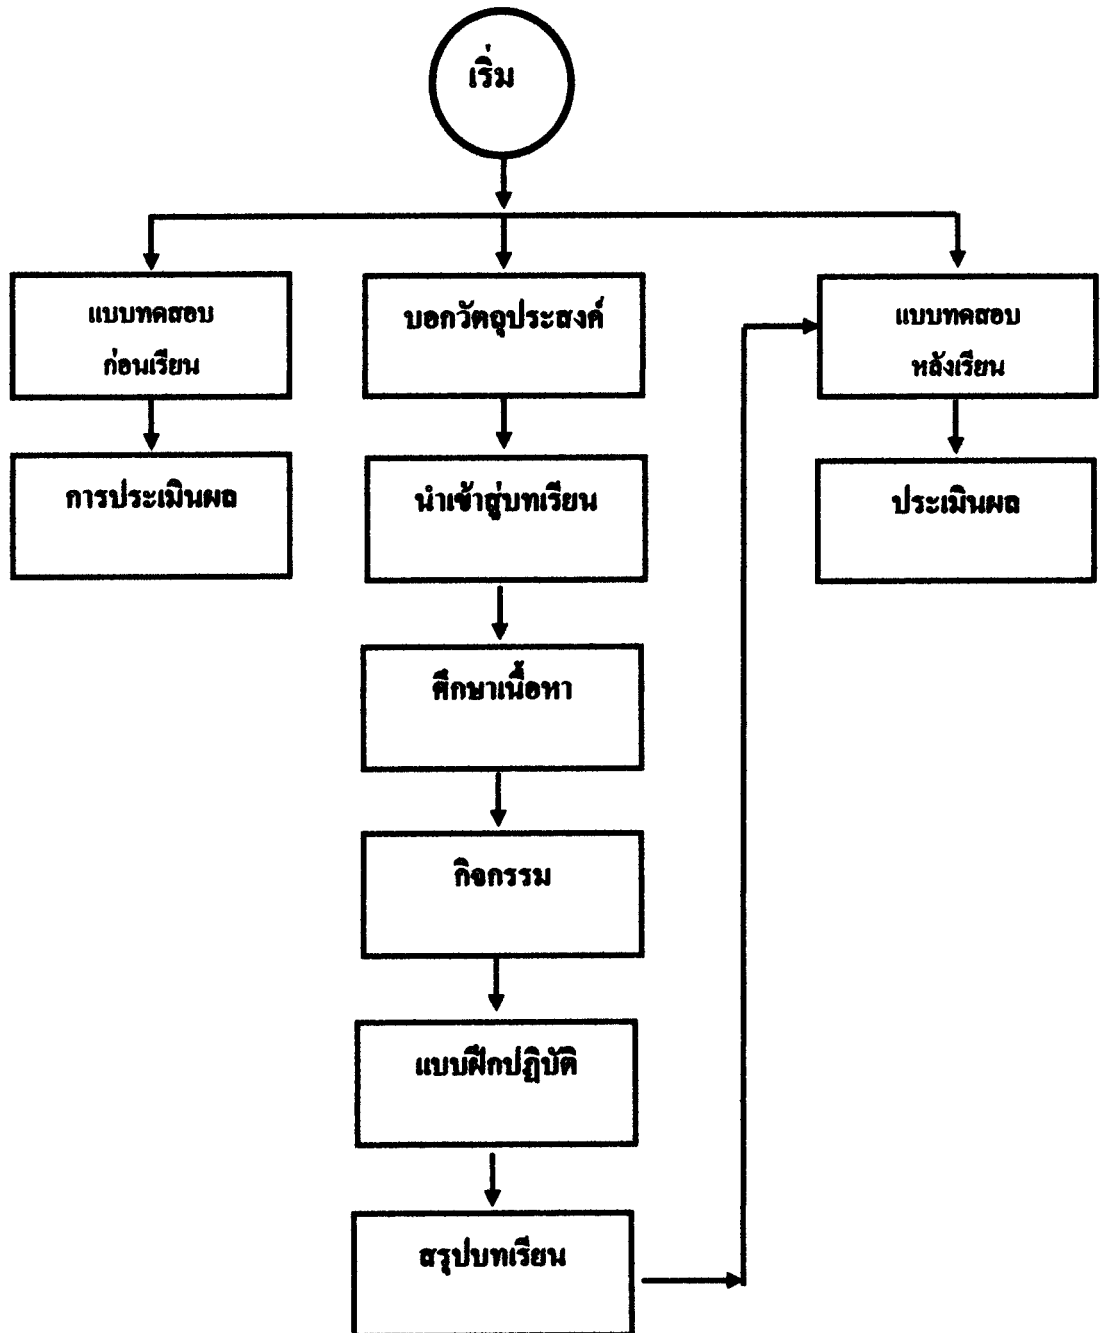 เริ่ม
แบบทดสอบ
ก่อนเรียน
การประเมินผล
บอกวัตถุประสงค์
นำเข้าสู่บทเรียน
ศึกษาเนื้อหา
กิจกรรม
แบบฝึกปฏิบัติ
สรุปบทเรียน
แบบทดสอบ
หลังเรียน
ประเมินผล